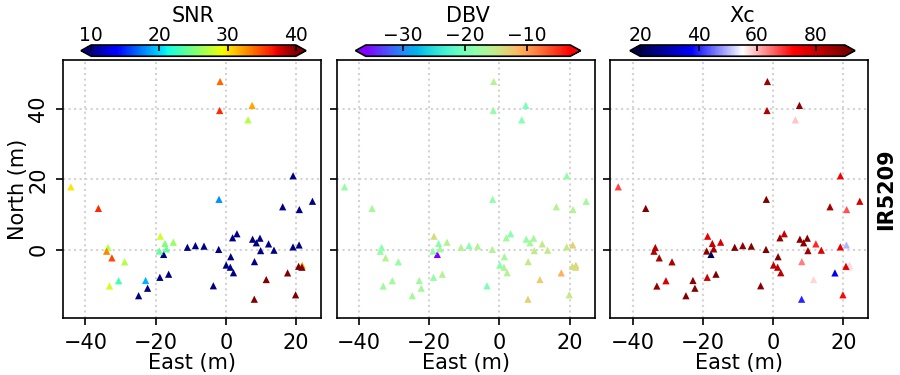 SNR DBV Xc
10 20 30 40 −30 −20 −10 20 40 60 80
40
20
0
North (m)
IR5209
−40 −20 0 20 −40 −20 0 20 −40 −20 0 20
East (m) East (m) East (m)